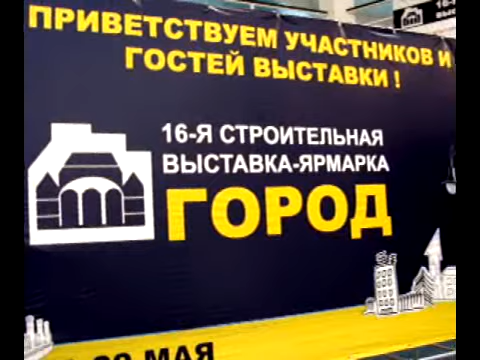 ПРИВЕТСТВУЕМ УЧАСТНИКОВ И
ГОСТЕЙ ВЫСТАВКИ !
16-Я СТРОИТЕЛЬНАЯ
ВЫСТАВКА-ЯРМАРКА
ГОРОД
МАЯ